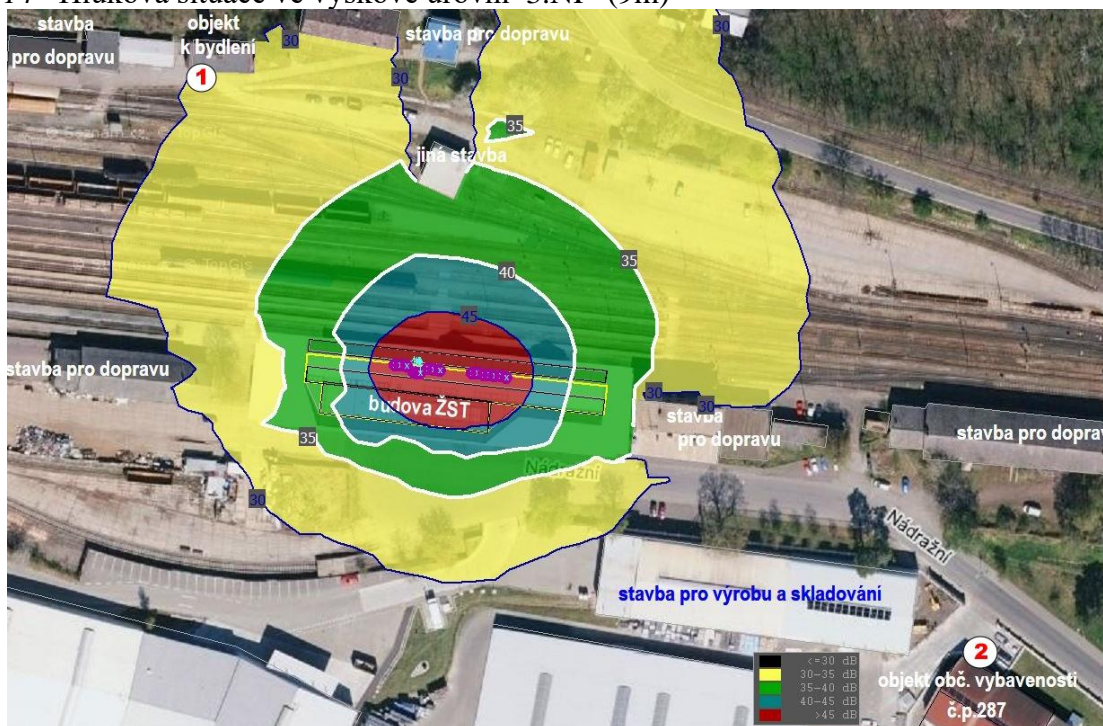 Hluková situace ve výškové úrovni 3.NP (9m)
stavba
pro dopravu
objekt
k bydlení
1
30
30
30
stavba pro dopravu
35
jiná stavba
35
40
45
stavba pro dopravu
budova ŽST
35
30
30
30
stavba
pro dopravu
stavba pro doprav
Nádražní
Nádražní
stavba pro výrobu a skladování
2
objekt obč. vybavenosti
č.p.287
<=30 dB
30-35 dB
35-40 dB
40-45 dB
>45 dB